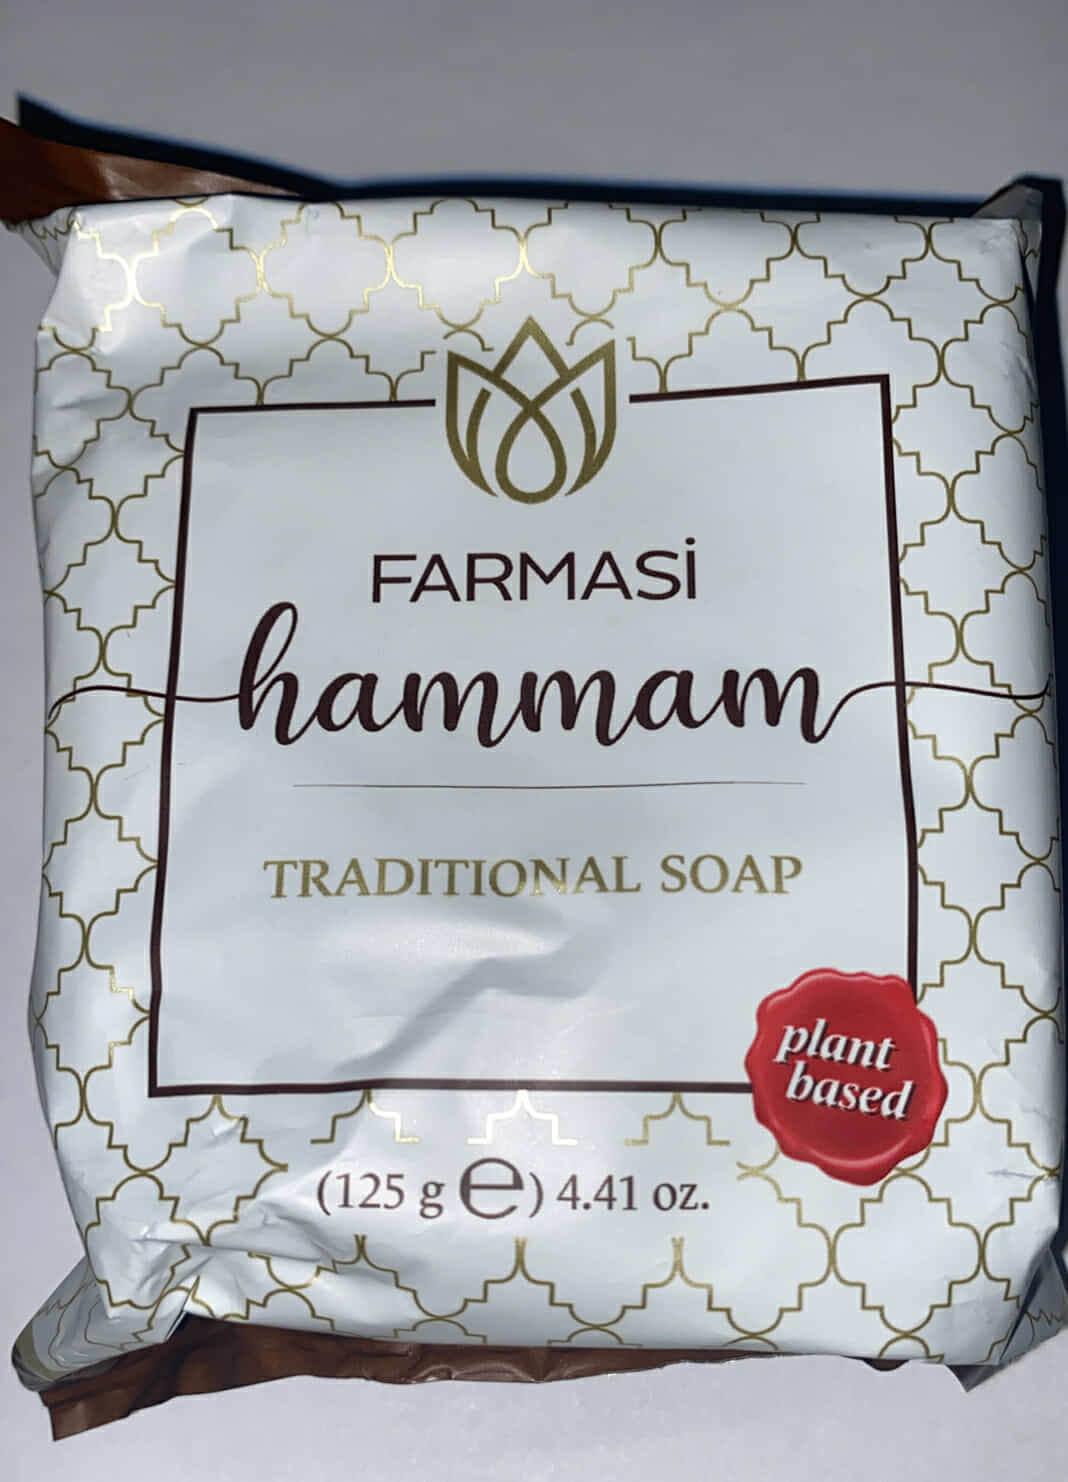 FARMASİ
hammam
TRADITIONAL SOAP
plant
based
(125 g ℮) 4.41 oz.